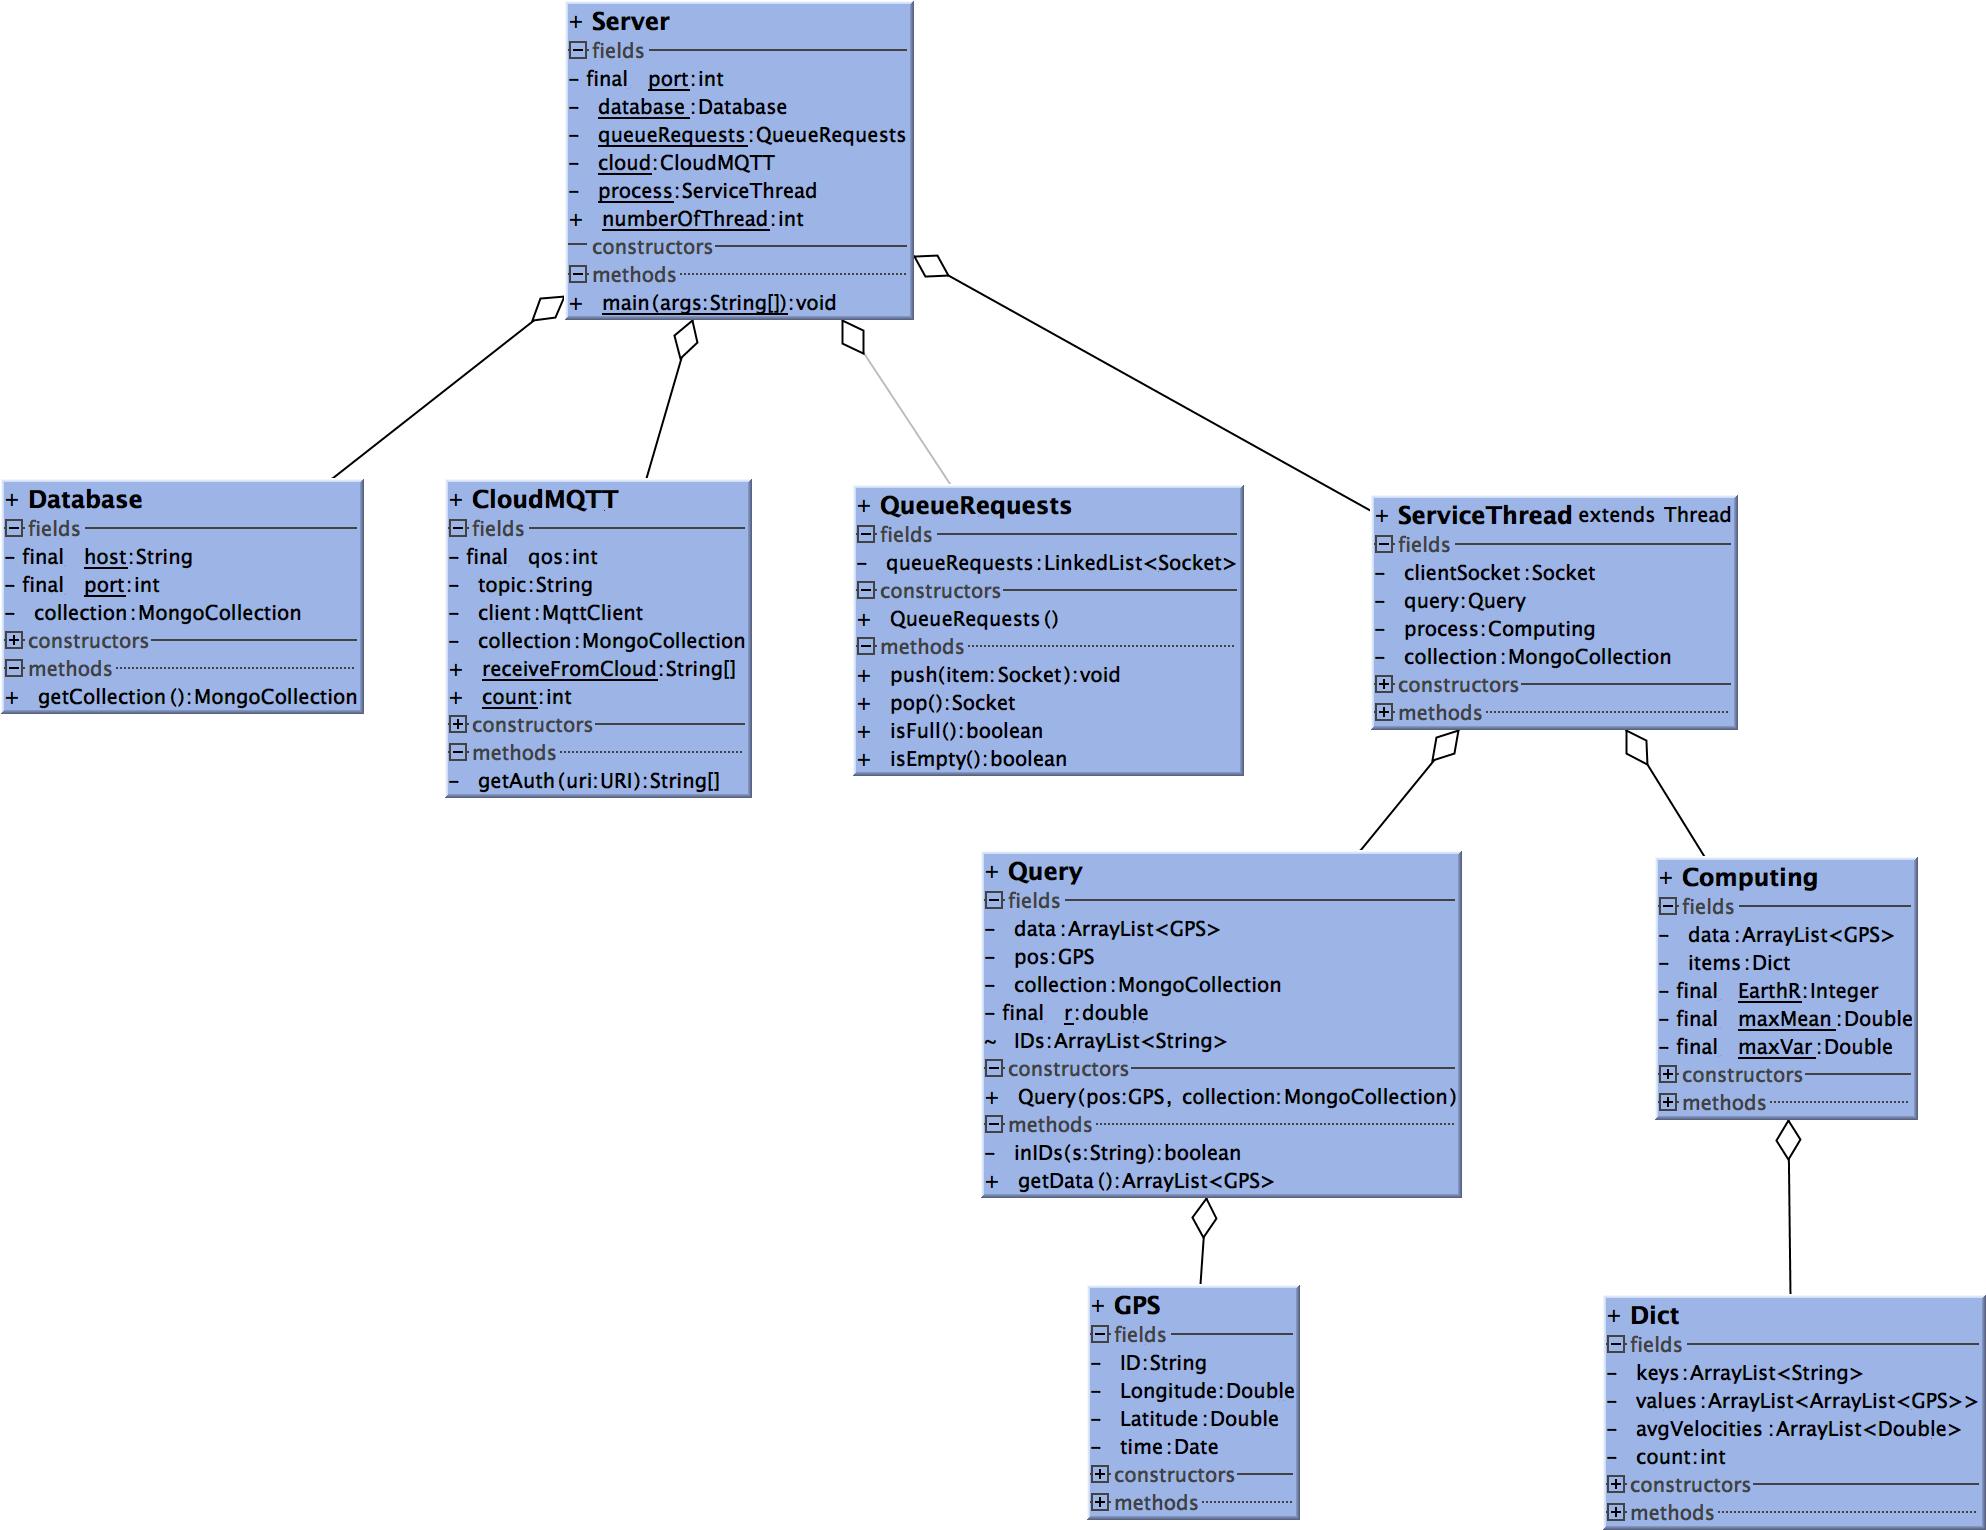 + Server
fields
- final port:int
- database:Database
- queueRequests:QueueRequests
- cloud:CloudMQTT
- process:ServiceThread
+ numberOfThread:int
constructors
methods
+ main(args:String[]):void
+ Database
fields
- final host:String
- final port:int
- collection:MongoCollection
constructors
methods
+ getCollection():MongoCollection
+ CloudMQTT
fields
- final qos:int
- topic:String
- client:MqttClient
- collection:MongoCollection
+ receiveFromCloud:String[]
+ count:int
constructors
methods
- getAuth(uri:URI):String[]
+ QueueRequests
fields
- queueRequests:LinkedList<Socket>
constructors
+ QueueRequests()
methods
+ push(item:Socket):void
+ pop():Socket
+ isFull():boolean
+ isEmpty():boolean
+ ServiceThread extends Thread
fields
- clientSocket:Socket
- query:Query
- process:Computing
- collection:MongoCollection
constructors
methods
+ Query
fields
- data:ArrayList<GPS>
- pos:GPS
- collection:MongoCollection
- final r:double
~ IDs:ArrayList<String>
constructors
+ Query(pos:GPS, collection:MongoCollection)
methods
- inIDs(s:String):boolean
+ getData():ArrayList<GPS>
+ Computing
fields
- data:ArrayList<GPS>
- items:Dict
- final EarthR:Integer
- final maxMean:Double
- final maxVar:Double
constructors
methods
+ GPS
fields
- ID:String
- Longitude:Double
- Latitude:Double
- time:Date
constructors
methods
+ Dict
fields
- keys:ArrayList<String>
- values:ArrayList<ArrayList<GPS>>
- avgVelocities:ArrayList<Double>
- count:int
constructors
methods